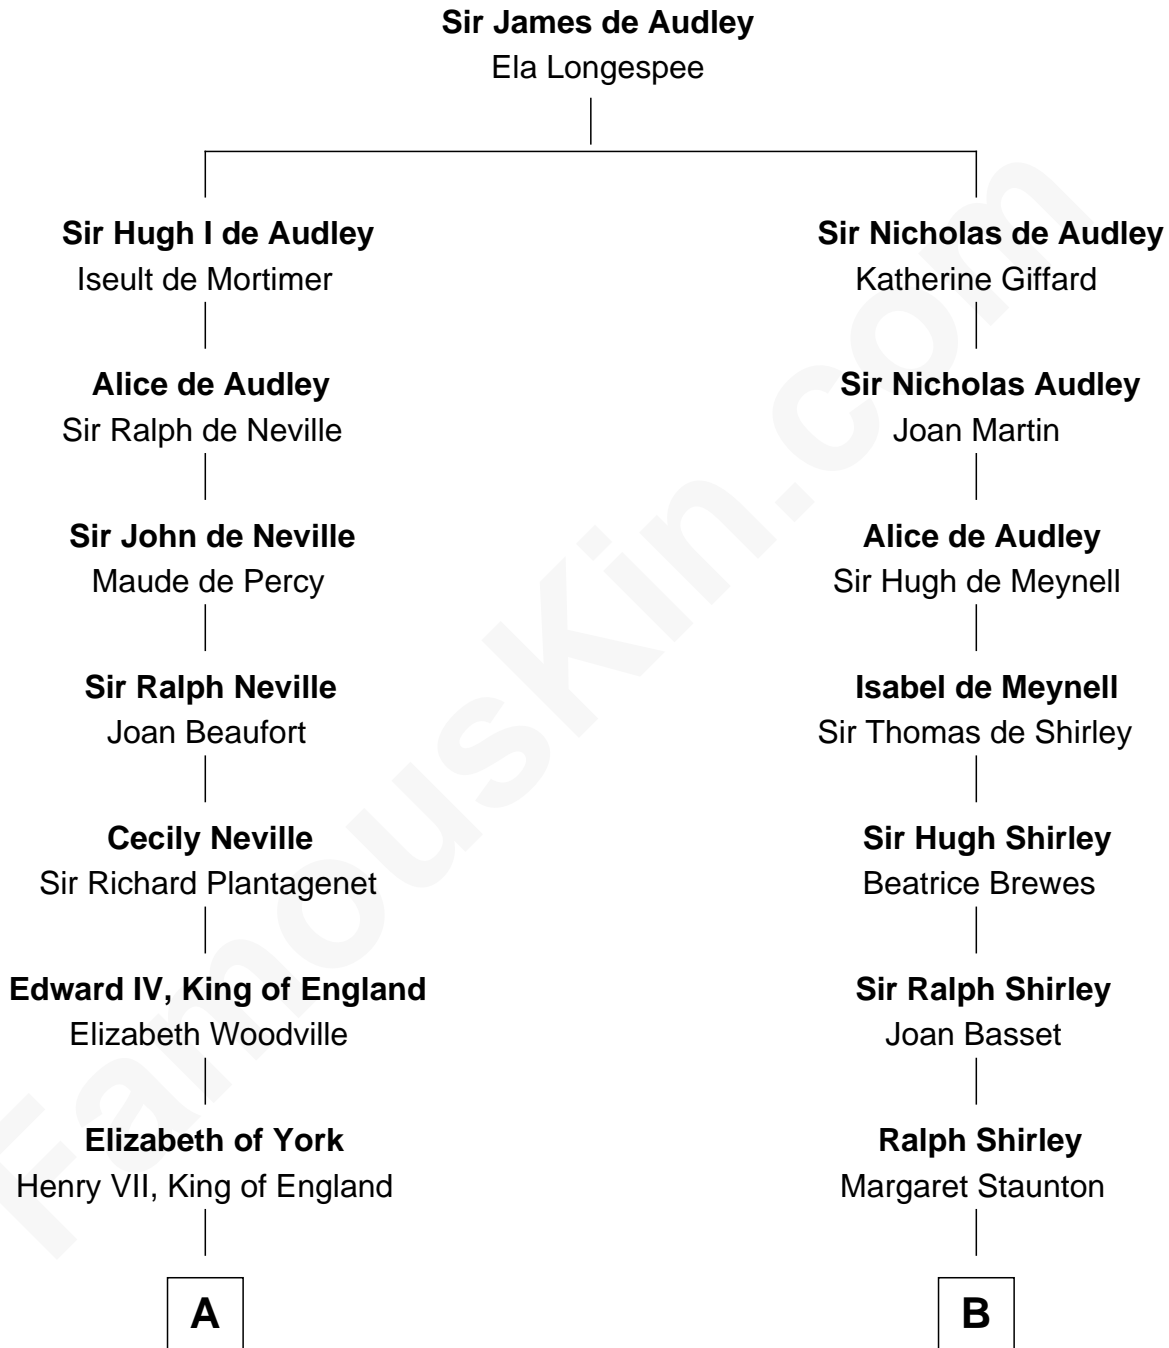 Sir James de Audley
Ela Longespee
Sir Hugh I de Audley
Iseult de Mortimer
Sir Nicholas de Audley
Katherine Giffard
Alice de Audley
Sir Ralph de Neville
Sir Nicholas Audley
Joan Martin
Sir John de Neville
Maude de Percy
Alice de Audley
Sir Hugh de Meynell
Sir Ralph Neville
Joan Beaufort
Isabel de Meynell
Sir Thomas de Shirley
Cecily Neville
Sir Richard Plantagenet
Sir Hugh Shirley
Beatrice Brewes
Edward IV, King of England
Elizabeth Woodville
Sir Ralph Shirley
Joan Basset
Elizabeth of York
Henry VII, King of England
Ralph Shirley
Margaret Staunton
A
B
FamousKin.com